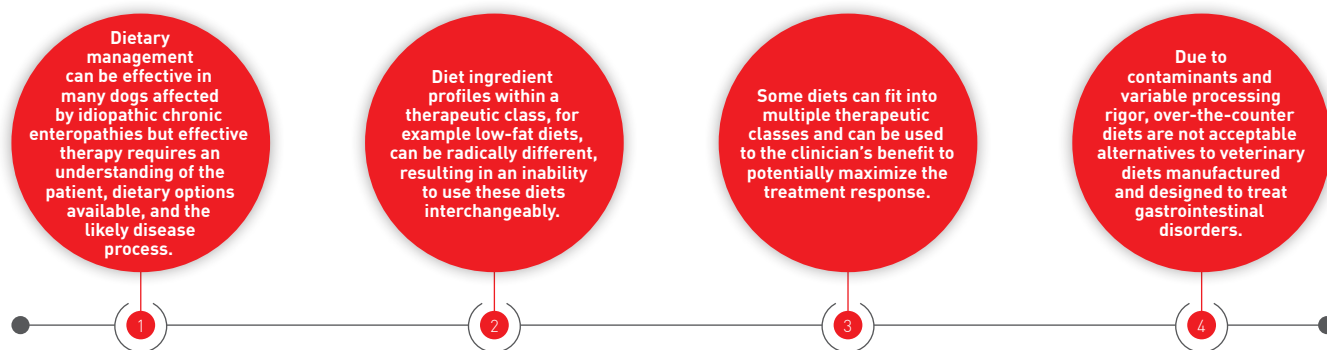 Dietary
management
can be effective in
many dogs affected
by idiopathic chronic
enteropathies but effective
therapy requires an
understanding of the
patient, dietary options
available, and the
likely disease
process.
1
Diet ingredient
profiles within a
therapeutic class, for
example low-fat diets,
can be radically different,
resulting in an inability
to use these diets
interchangeably.
2
Some diets can fit into
multiple therapeutic
classes and can be used
to the clinician’s benefit to
potentially maximize the
treatment response.
3
Due to
contaminants and
variable processing
rigor, over-the-counter
diets are not acceptable
alternatives to veterinary
diets manufactured
and designed to treat
gastrointestinal
disorders.
4